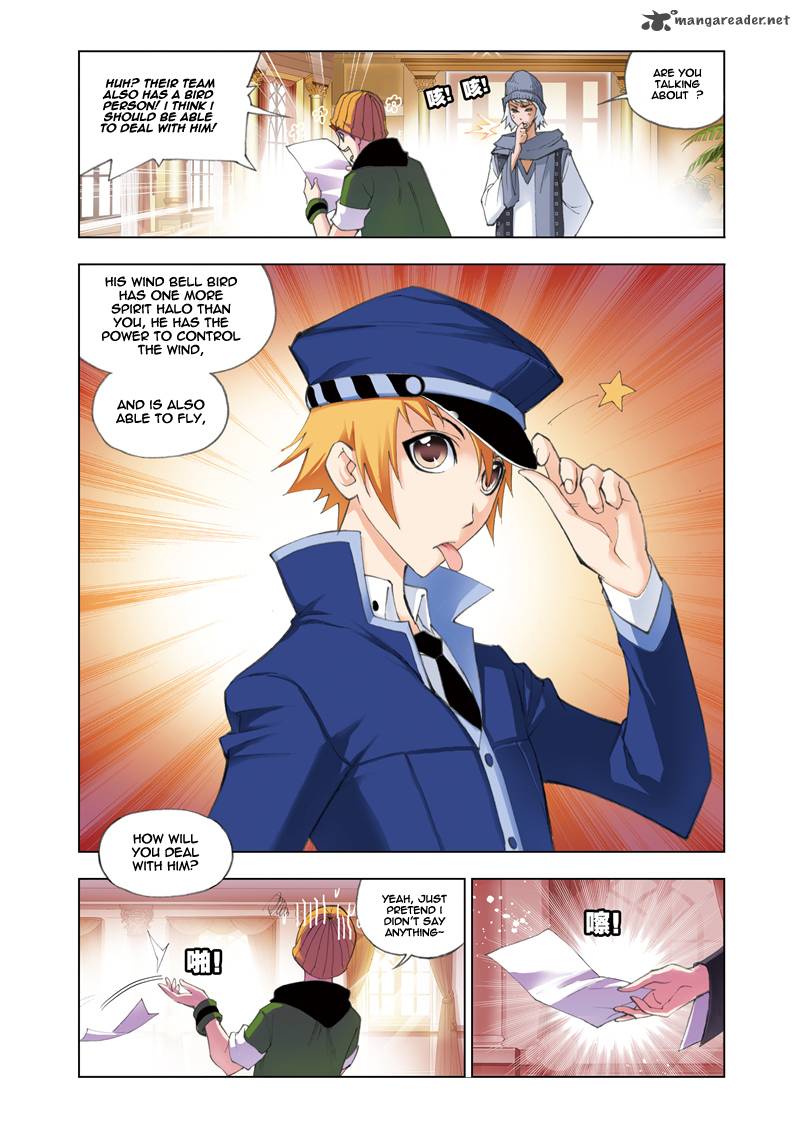 mangareader.net
HUH? THEIR TEAM
ALSO HAS A BIRD
PERSON! I THINK I
SHOULD BE ABLE
TO DEAL WITH HIM!
咳! 咳!
ARE YOU
TALKING
ABOUT ?
HIS WIND BELL BIRD
HAS ONE MORE
SPIRIT HALO THAN
YOU, HE HAS THE
POWER TO CONTROL
THE WIND,
AND IS ALSO
ABLE TO FLY,
HOW WILL
YOU DEAL
WITH HIM?
啪!
YEAH, JUST
PRETEND I
DIDN'T SAY
ANYTHING~
嚓!